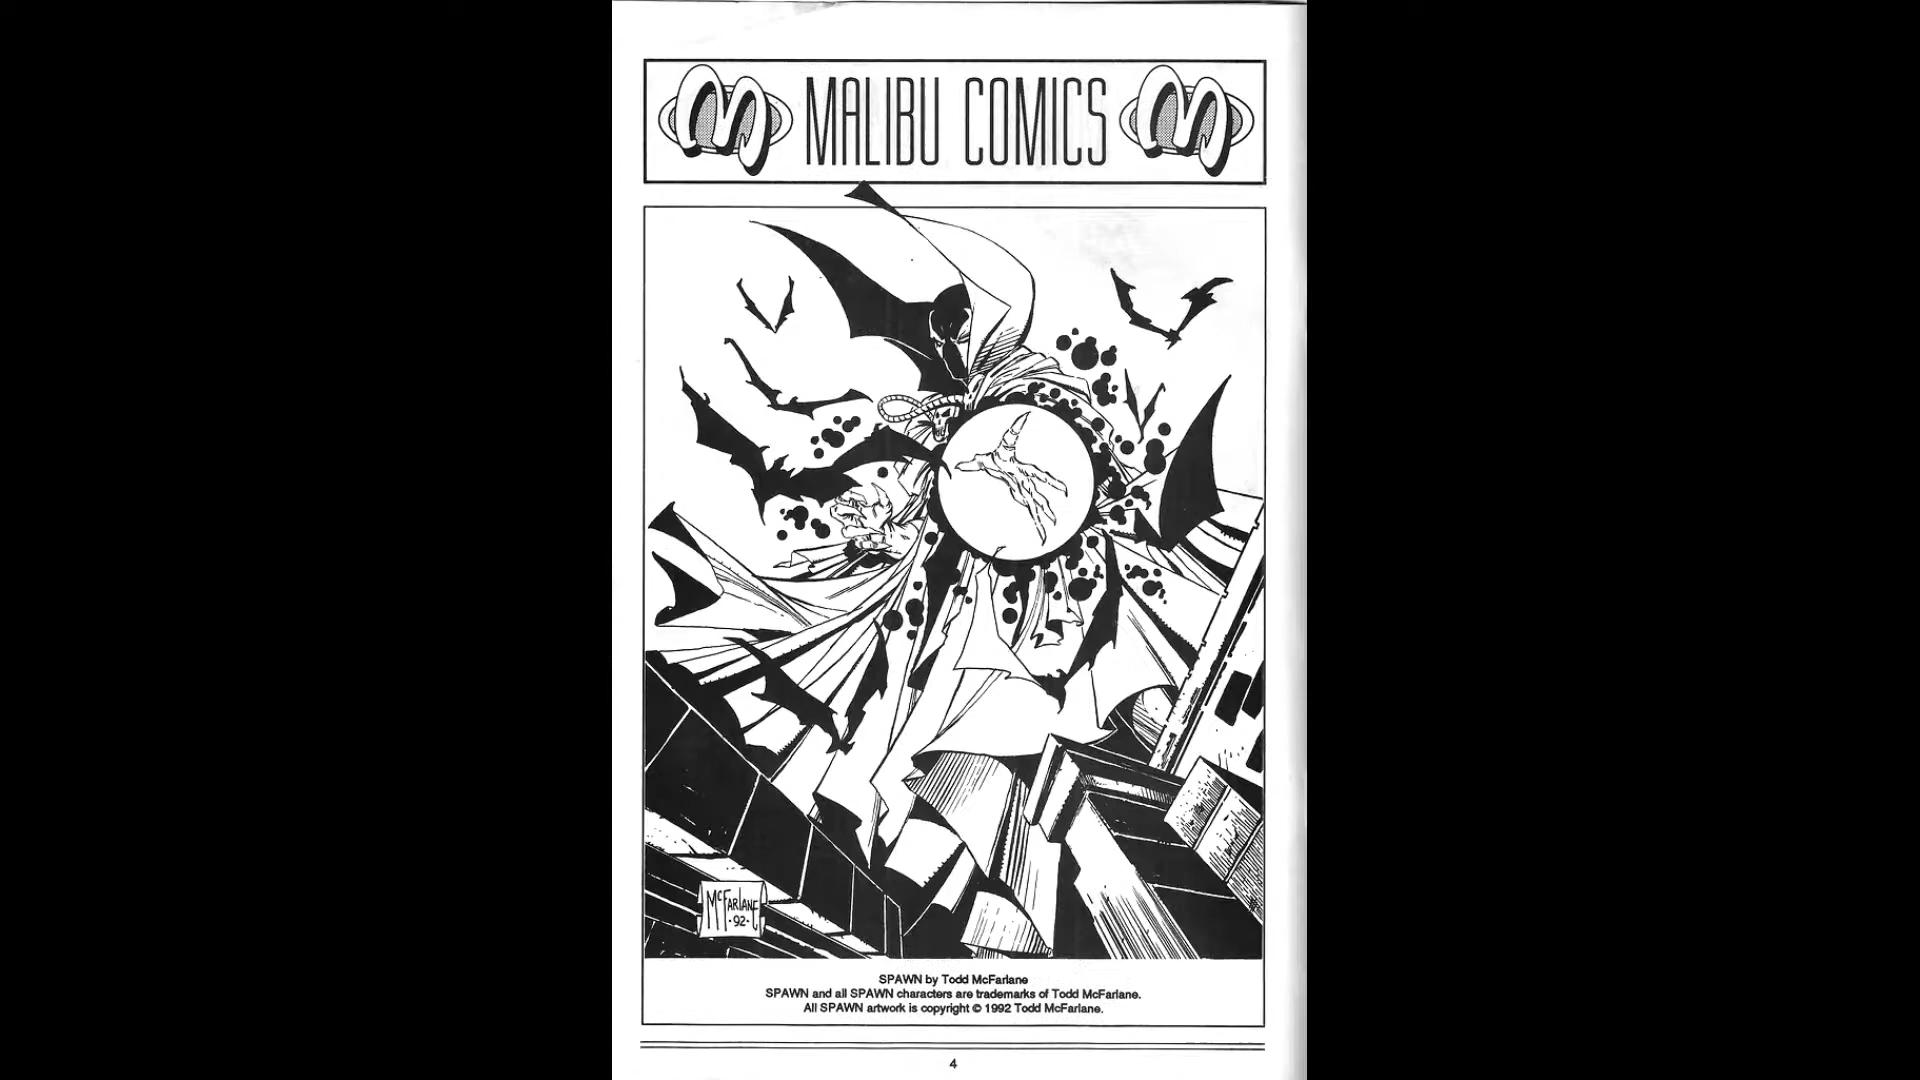 MALIBU COMICS
McFARLANE
·92·
SPAWN by Todd McFarlane
SPAWN and all SPAWN characters are trademarks of Todd McFarlane.
All SPAWN artwork is copyright © 1992 Todd McFarlane.
4